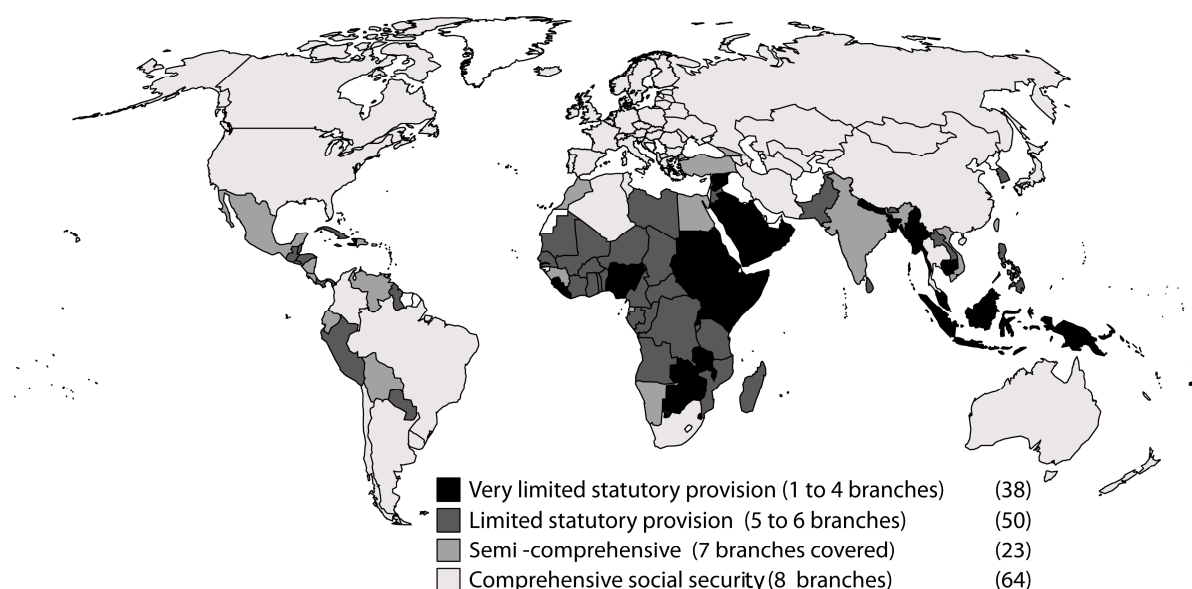 Very limited statutory provision (1 to 4 branches) (38)
Limited statutory provision (5 to 6 branches) (50)
Semi -comprehensive (7 branches covered) (23)
Comprehensive social security (8 branches) (64)